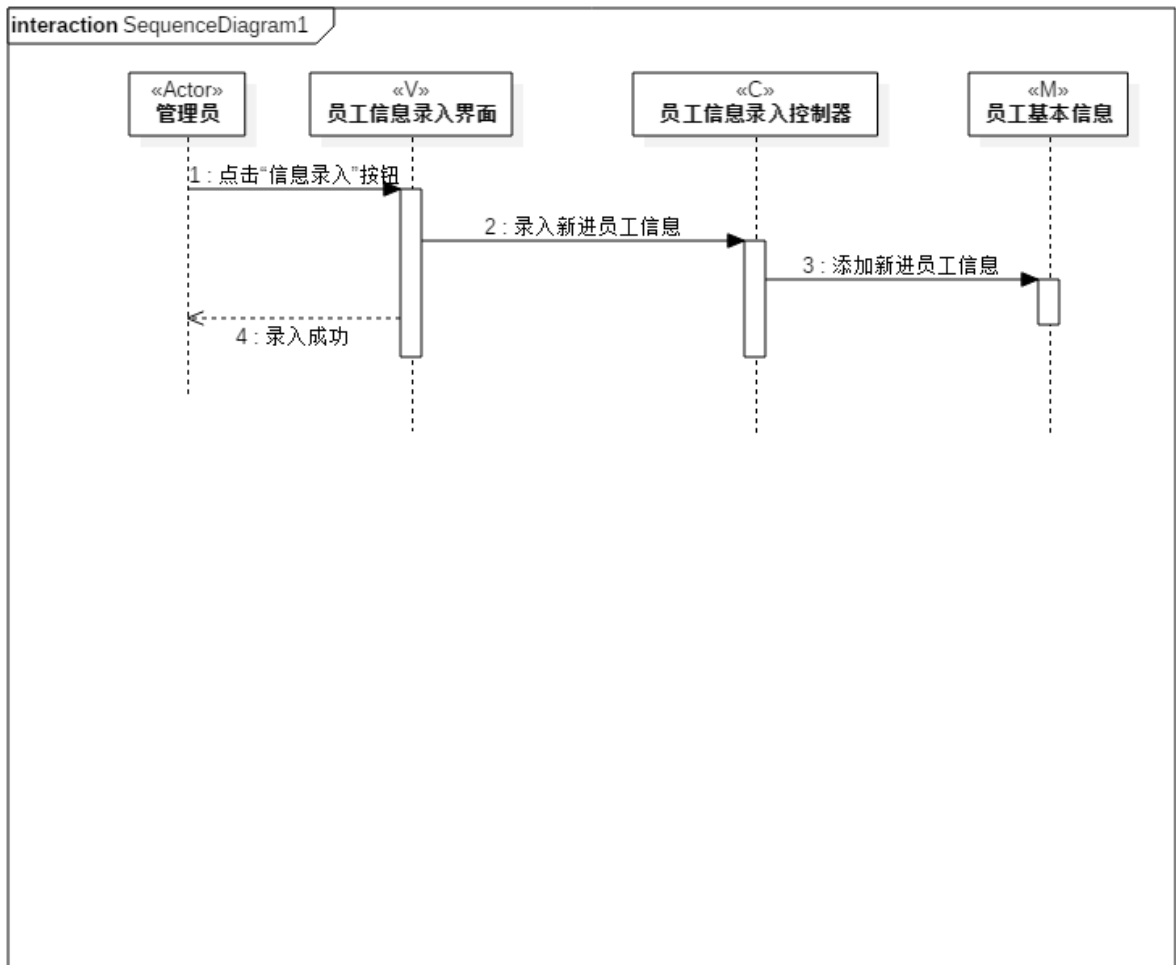 interaction SequenceDiagram1
«Actor»
管理员
«V»
员工信息录入界面
«C»
员工信息录入控制器
«M»
员工基本信息
1 : 点击“信息录入”按钮
2 : 录入新进员工信息
3 : 添加新进员工信息
4 : 录入成功